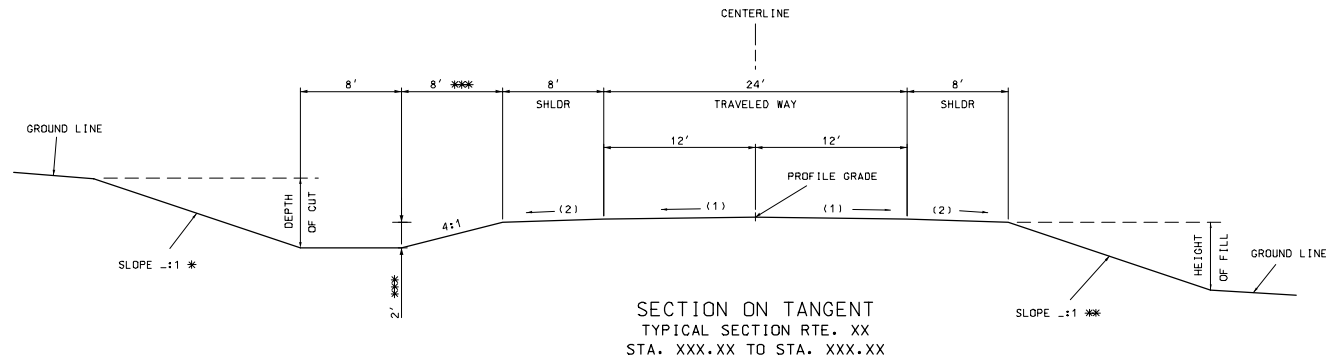 CENTERLINE
8' 8' *** 8' 24' 8'
SHLDR TRAVELED WAY SHLDR
GROUND LINE
12' 12'
PROFILE GRADE
DEPTH OF CUT
(2) (1) (1) (2)
4:1
HEIGHT OF FILL
GROUND LINE
SLOPE _:1 *
2' ***
SLOPE _:1 **
SECTION ON TANGENT
TYPICAL SECTION RTE. XX
STA. XXX.XX TO STA. XXX.XX